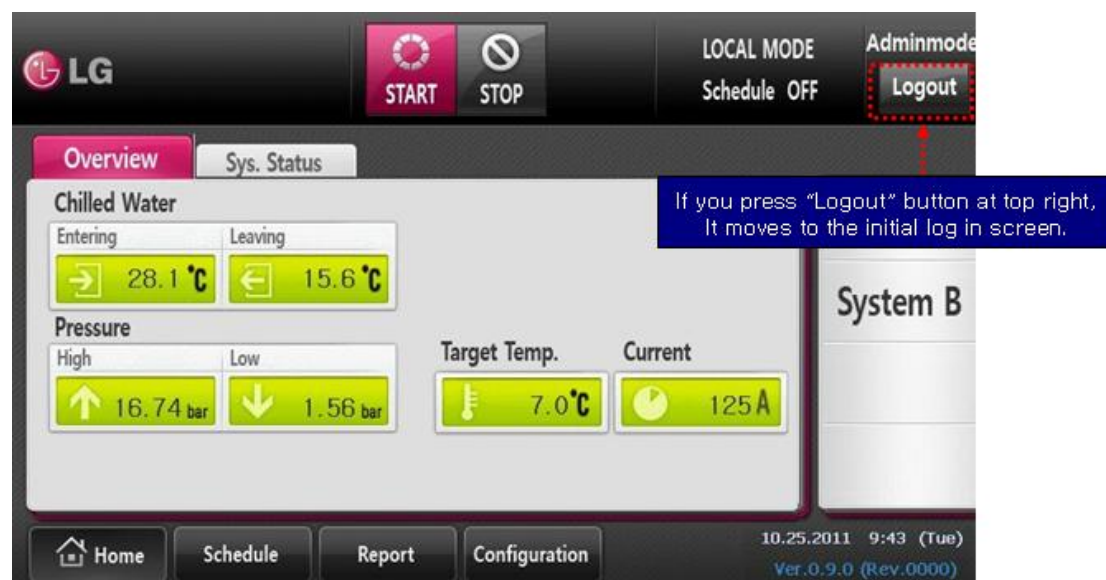 LG
START
STOP
LOCAL MODE
Schedule OFF
Adminmode
Logout
Overview
Sys. Status
If you press “Logout” button at top right,
It moves to the initial log in screen.
Chilled Water
Entering
Leaving
28.1 °C
15.6 °C
System B
Pressure
High
Low
16.74 bar
1.56 bar
Target Temp.
Current
7.0 °C
125 A
Home
Schedule
Report
Configuration
10.25.2011 9:43 (Tue)
Ver.0.9.0 (Rev.0000)